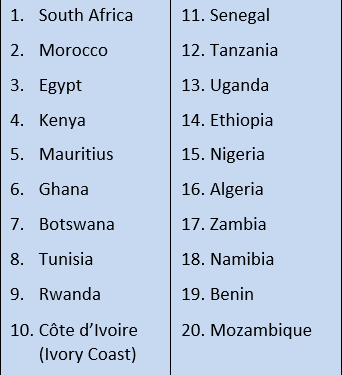 1. South Africa
2. Morocco
3. Egypt
4. Kenya
5. Mauritius
6. Ghana
7. Botswana
8. Tunisia
9. Rwanda
10. Côte d’Ivoire
(Ivory Coast)
11. Senegal
12. Tanzania
13. Uganda
14. Ethiopia
15. Nigeria
16. Algeria
17. Zambia
18. Namibia
19. Benin
20. Mozambique